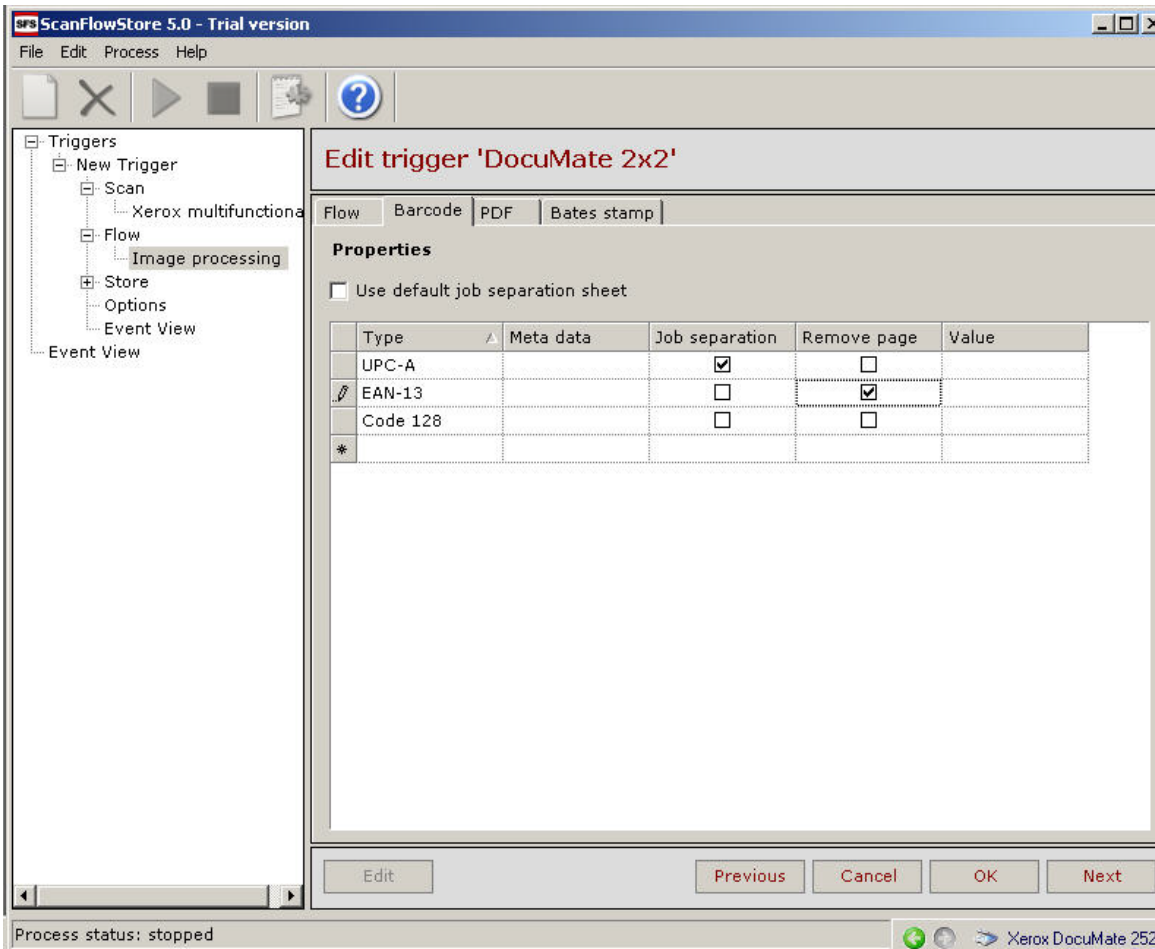 SFS ScanFlowStore 5.0 - Trial version
File Edit Process Help
Triggers
New Trigger
Scan
Xerox multifunctiona
Flow
Image processing
Store
Options
Event View
Event View
Edit trigger 'DocuMate 2x2'
Flow Barcode PDF Bates stamp
Properties
Use default job separation sheet
Type Meta data Job separation Remove page Value
UPC-A
EAN-13
Code 128
Edit Previous Cancel OK Next
Process status: stopped
Xerox DocuMate 252